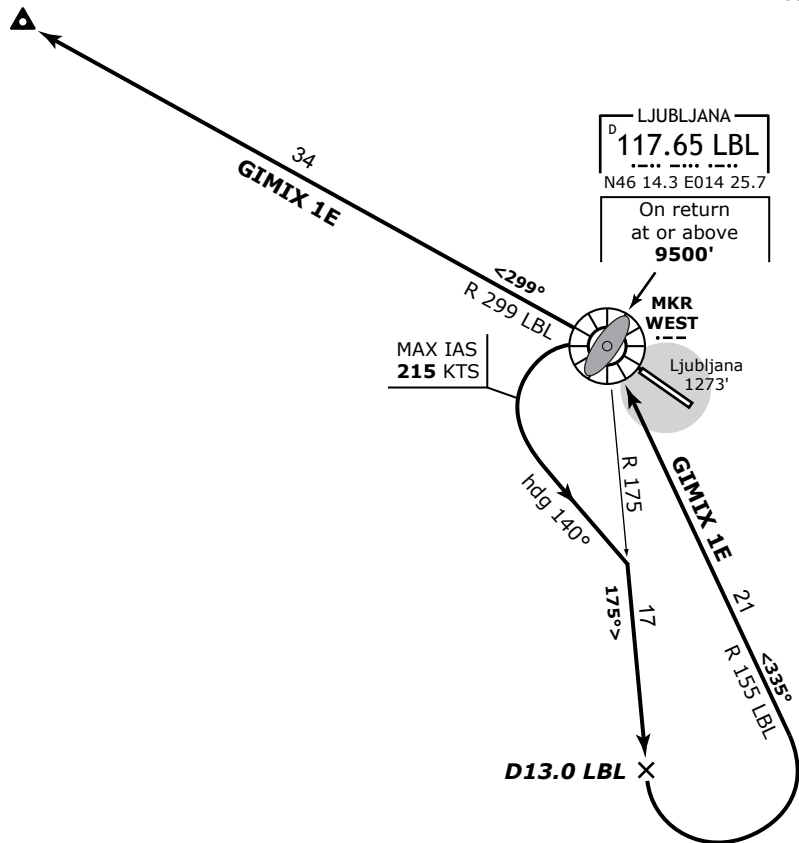 LJUBLJANA
D 117.65 LBL
N46 14.3 E014 25.7
On return
at or above
9500'
34
GIMIX 1E
<299°
R 299 LBL
MKR
WEST
MAX IAS
215 KTS
Ljubljana
1273'
R 175
hdg 140°
GIMIX 1E
21
17
175°>
<335°
R 155 LBL
D13.0 LBL